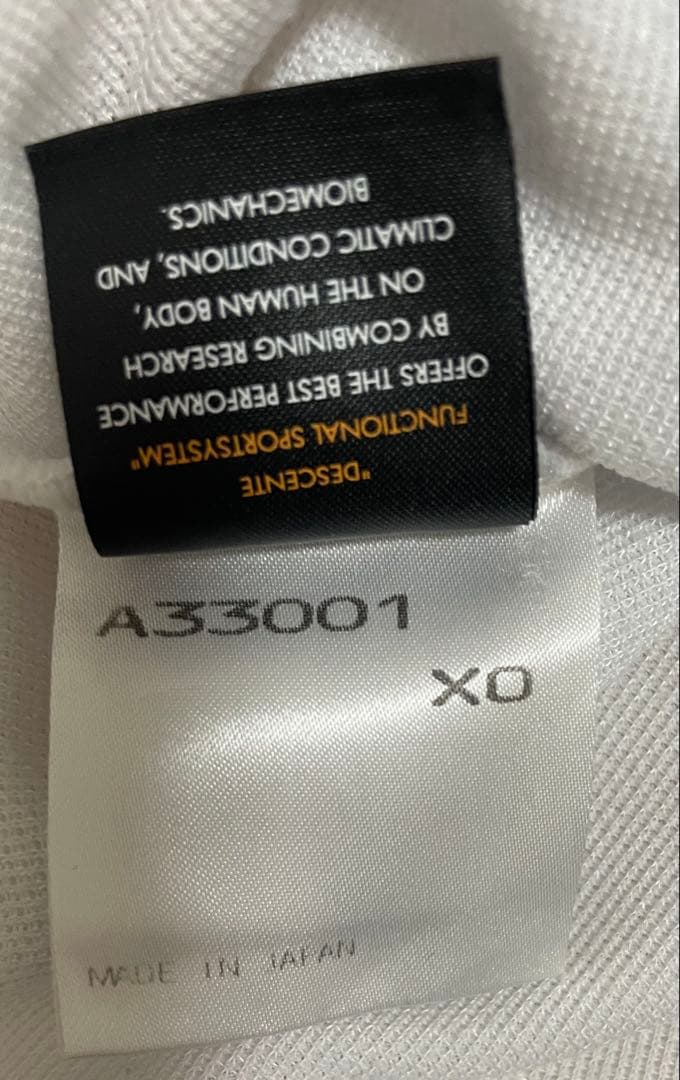 "DESCENTE
FUNCTIONAL SPORTSYSTEM"
OFFERS THE BEST PERFORMANCE
BY COMBINING RESEARCH
ON THE HUMAN BODY,
CLIMATIC CONDITIONS, AND
BIOMECHANICS.
A33001
XO
MADE IN JAPAN